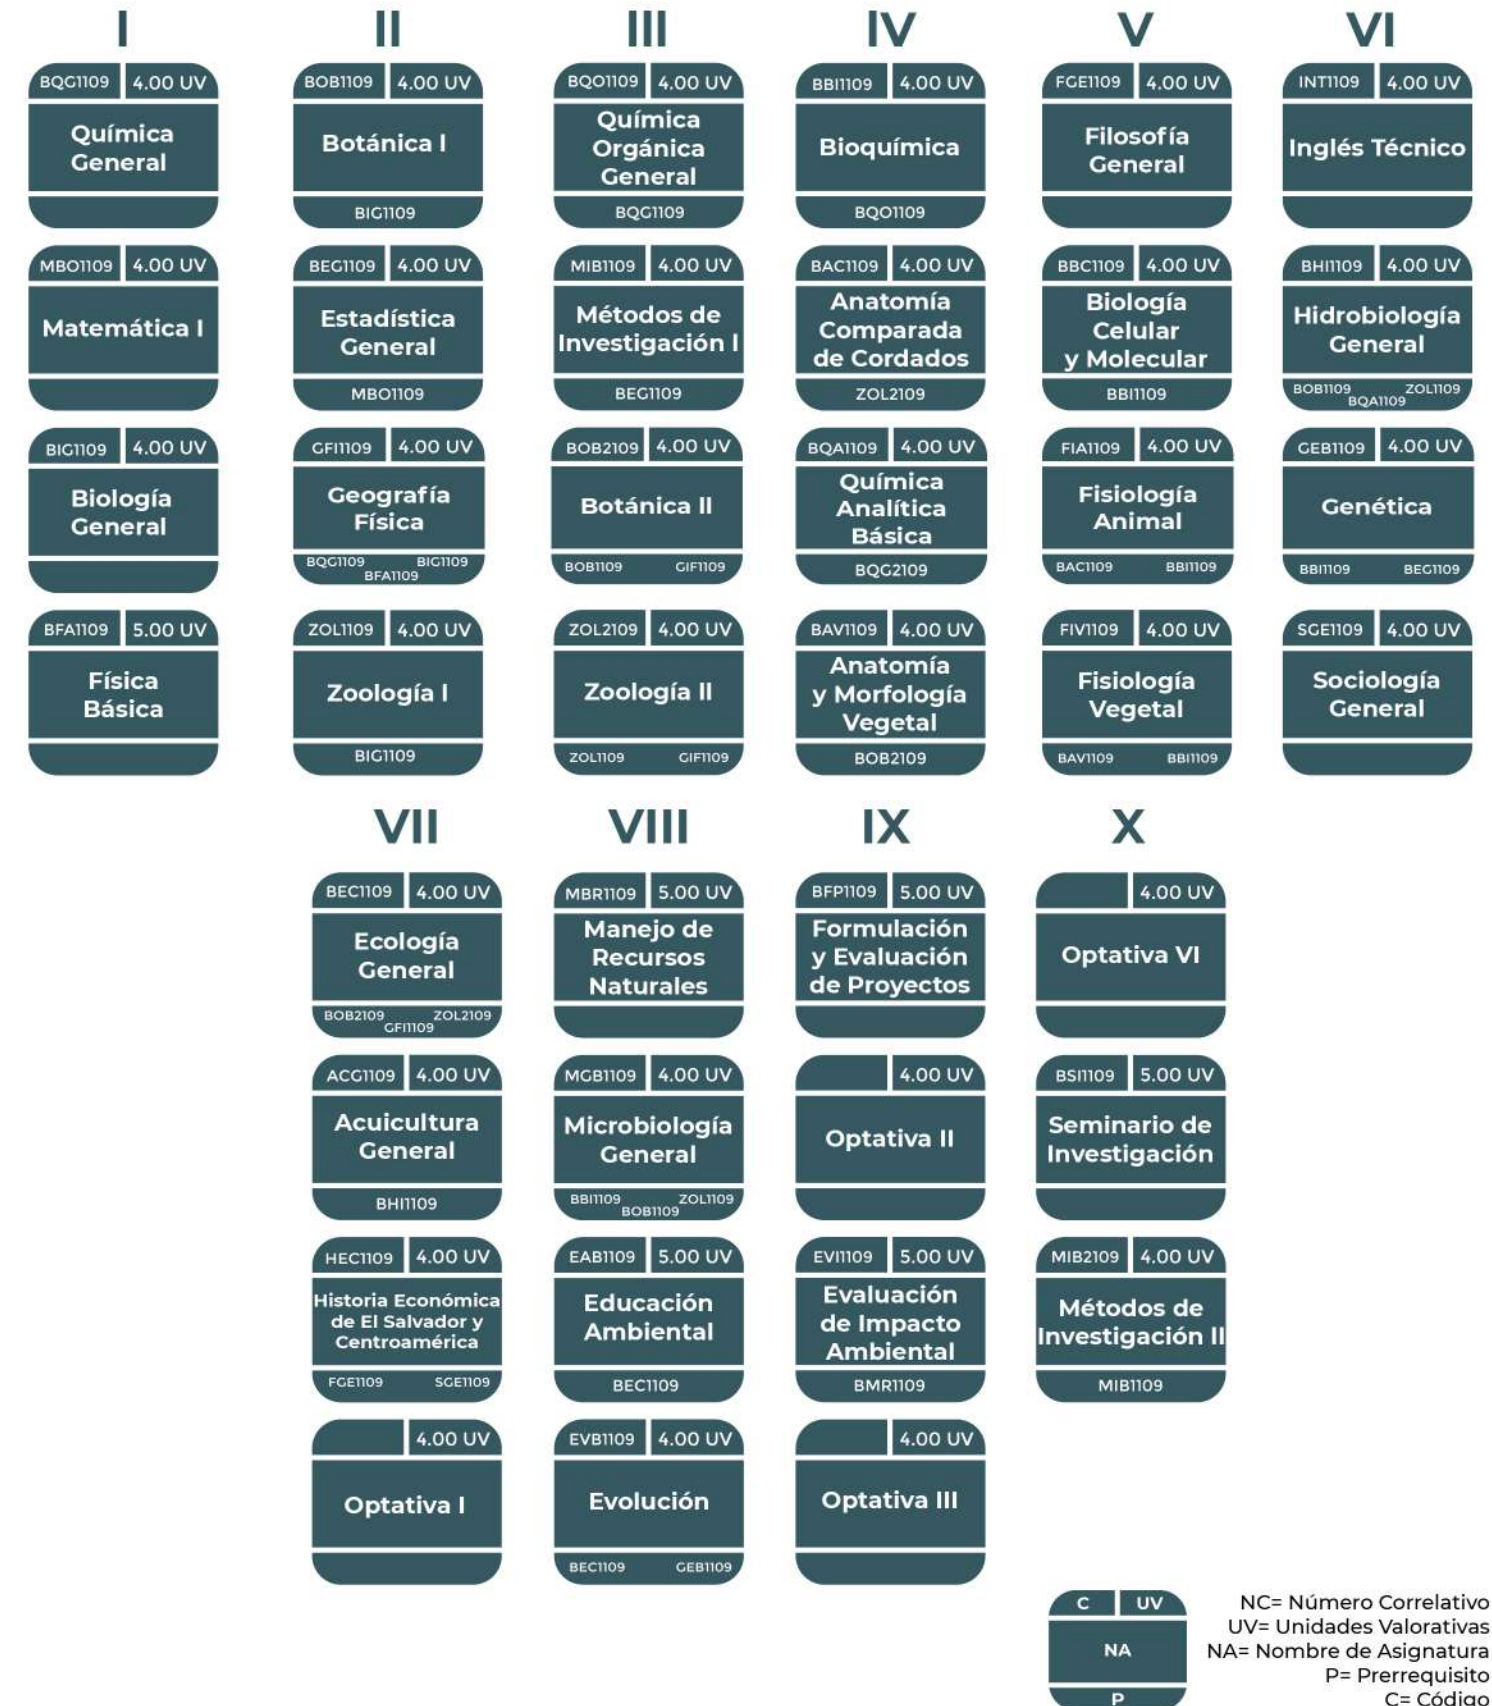 I
BQG1109 4.00 UV
Química
General
MBO1109 4.00 UV
Matemática I
BIG1109 4.00 UV
Biología
General
BFA1109 5.00 UV
Física
Básica
II
BOB1109 4.00 UV
Botánica I
BIG1109
BEG1109 4.00 UV
Estadística
General
MBO1109
GFI1109 4.00 UV
Geografía
Física
BQG1109 BIG1109
BFA1109
ZOL1109 4.00 UV
Zoología I
BIG1109
III
BQO1109 4.00 UV
Química
Orgánica
General
BQG1109
MIB1109 4.00 UV
Métodos de
Investigación I
BEG1109
BOB2109 4.00 UV
Botánica II
BOB1109 GIF1109
ZOL2109 4.00 UV
Zoología II
ZOL1109 GIF1109
IV
BBI1109 4.00 UV
Bioquímica
BQO1109
BAC1109 4.00 UV
Anatomía
Comparada
de Cordados
ZOL2109
BQA1109 4.00 UV
Química
Analítica
Básica
BQG2109
BAV1109 4.00 UV
Anatomía
y Morfología
Vegetal
BOB2109
V
FGE1109 4.00 UV
Filosofía
General
BBC1109 4.00 UV
Biología
Celular
y Molecular
BBI1109
FIA1109 4.00 UV
Fisiología
Animal
BAC1109 BBI1109
FIV1109 4.00 UV
Fisiología
Vegetal
BAV1109 BBI1109
VI
INT1109 4.00 UV
Inglés Técnico
BHI1109 4.00 UV
Hidrobiología
General
BOB1109 ZOL1109
BQA1109
GEB1109 4.00 UV
Genética
BBI1109 BEG1109
SGE1109 4.00 UV
Sociología
General
VII
BEC1109 4.00 UV
Ecología
General
BOB2109 ZOL2109
GFI1109
ACG1109 4.00 UV
Acuicultura
General
BHI1109
HEC1109 4.00 UV
Historia Económica
de El Salvador y
Centroamérica
FGE1109 SGE1109
4.00 UV
Optativa I
VIII
MBR1109 5.00 UV
Manejo de
Recursos
Naturales
MGB1109 4.00 UV
Microbiología
General
BBI1109 ZOL1109
BOB1109
EAB1109 5.00 UV
Educación
Ambiental
BEC1109
EVB1109 4.00 UV
Evolución
BEC1109 GEB1109
IX
BFP1109 5.00 UV
Formulación
y Evaluación
de Proyectos
4.00 UV
Optativa II
EVI1109 5.00 UV
Evaluación
de Impacto
Ambiental
BMR1109
4.00 UV
Optativa III
X
4.00 UV
Optativa VI
BSI1109 5.00 UV
Seminario de
Investigación
MIB2109 4.00 UV
Métodos de
Investigación II
MIB1109
C UV
NA
P
NC= Número Correlativo
UV= Unidades Valorativas
NA= Nombre de Asignatura
P= Prerrequisito
C= Código